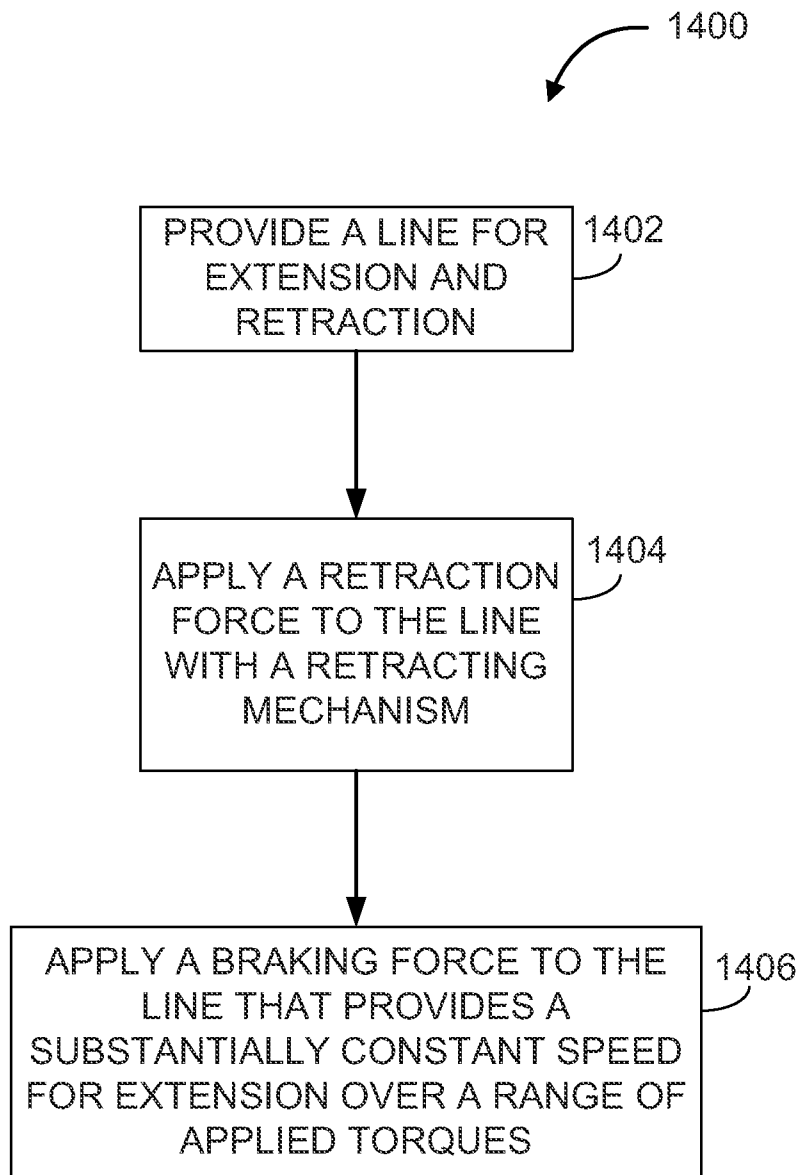 1400
PROVIDE A LINE FOR
EXTENSION AND
RETRACTION
1402
APPLY A RETRACTION
FORCE TO THE LINE
WITH A RETRACTING
MECHANISM
1404
APPLY A BRAKING FORCE TO THE
LINE THAT PROVIDES A
SUBSTANTIALLY CONSTANT SPEED
FOR EXTENSION OVER A RANGE OF
APPLIED TORQUES
1406